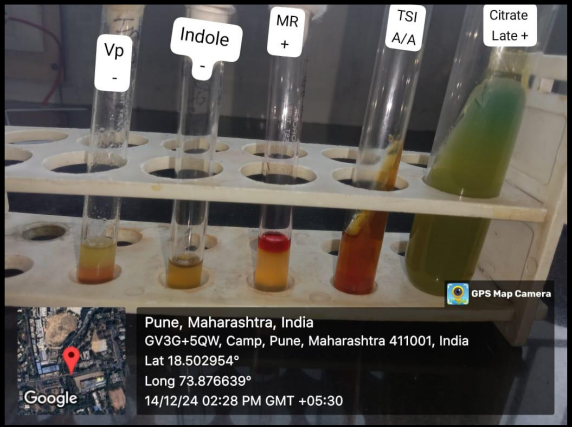 Vp
-
Indole
-
MR
+
TSI
A/A
Citrate
Late +
GPS Map Camera
Pune, Maharashtra, India
GV3G+5QW, Camp, Pune, Maharashtra 411001, India
Lat 18.502954°
Long 73.876639°
14/12/24 02:28 PM GMT +05:30
Google